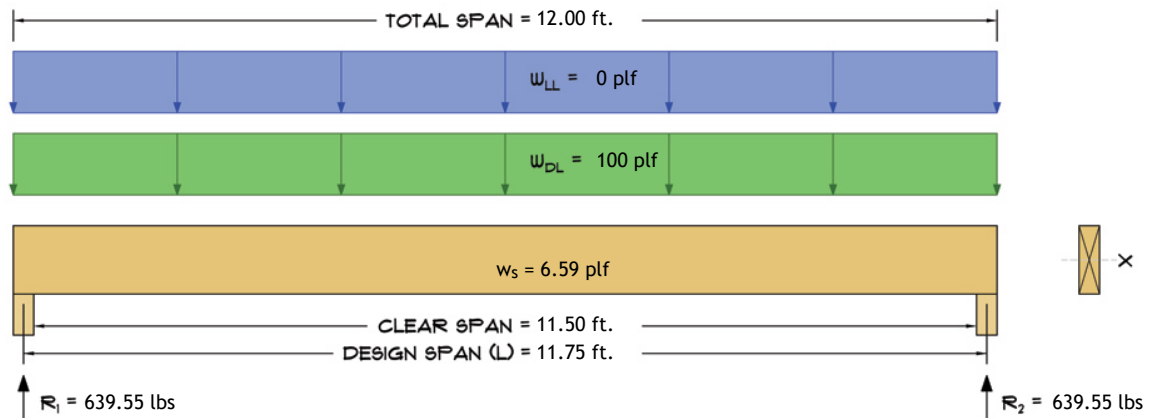 TOTAL SPAN = 12.00 ft.
WLL = 0 plf
WDL = 100 plf
ws = 6.59 plf
X
CLEAR SPAN = 11.50 ft.
DESIGN SPAN (L) = 11.75 ft.
R1 = 639.55 lbs
R2 = 639.55 lbs